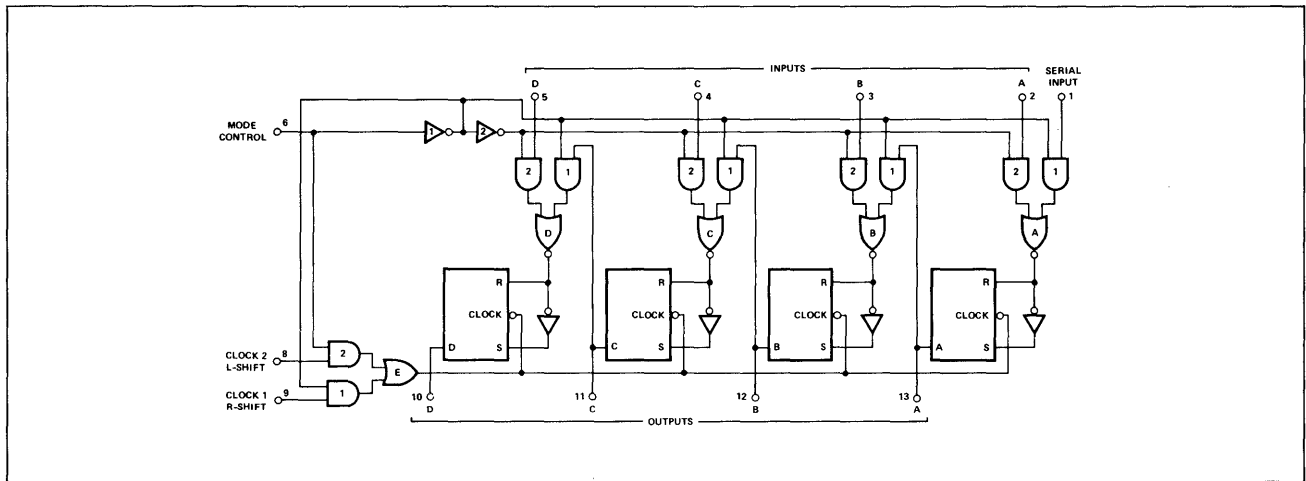 INPUTS
D C B A SERIAL INPUT
5 4 3 2 1
MODE CONTROL 6
1 2
2 1 2 1 2 1 2 1
D C B A
R R R R
CLOCK CLOCK CLOCK CLOCK
D S C S B S A S
CLOCK 2 L-SHIFT 8 2
E
CLOCK 1 R-SHIFT 9 1
10 D 11 C 12 B 13 A
OUTPUTS